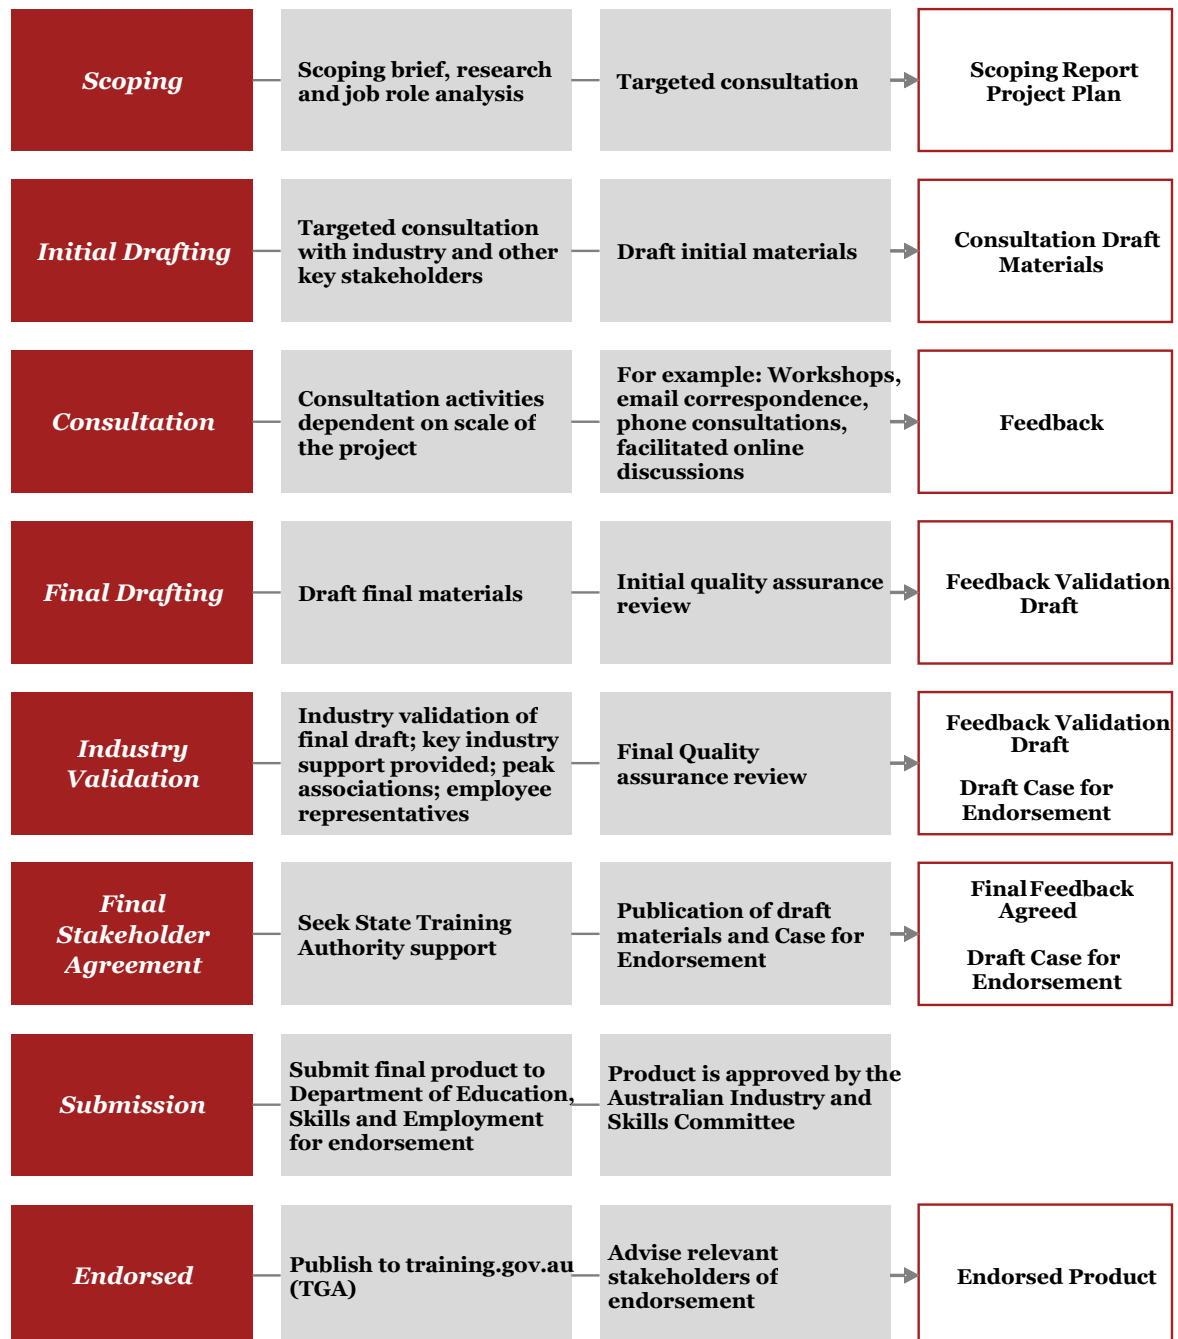 Scoping
Scoping brief, research
and job role analysis
Targeted consultation
Scoping Report
Project Plan
Initial Drafting
Targeted consultation
with industry and other
key stakeholders
Draft initial materials
Consultation Draft
Materials
Consultation
Consultation activities
dependent on scale of
the project
For example: Workshops,
email correspondence,
phone consultations,
facilitated online
discussions
Feedback
Final Drafting
Draft final materials
Initial quality assurance
review
Feedback Validation
Draft
Industry
Validation
Industry validation of
final draft; key industry
support provided; peak
associations; employee
representatives
Final Quality
assurance review
Feedback Validation
Draft
Draft Case for
Endorsement
Final
Stakeholder
Agreement
Seek State Training
Authority support
Publication of draft
materials and Case for
Endorsement
Final Feedback
Agreed
Draft Case for
Endorsement
Submission
Submit final product to
Department of Education,
Skills and Employment
for endorsement
Product is approved by the
Australian Industry and
Skills Committee
Endorsed
Publish to training.gov.au
(TGA)
Advise relevant
stakeholders of
endorsement
Endorsed Product